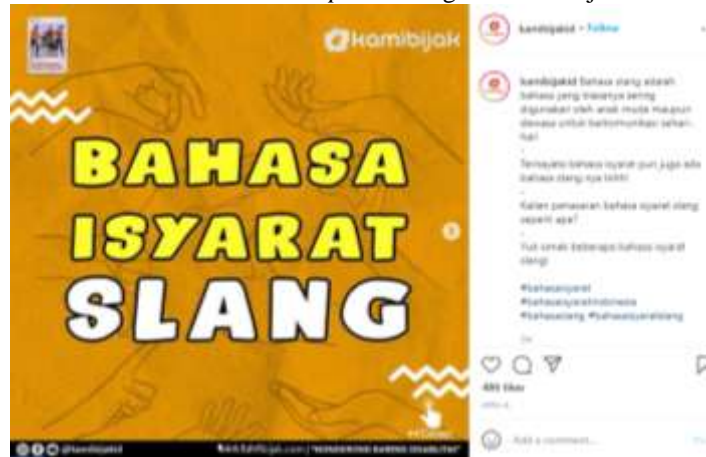 kamibijak
BAHASA
ISYARAT
SLANG
kamibijakid • Follow
kamibijakid Bahasa slang adalah
bahasa yang biasanya sering
digunakan oleh anak muda maupun
dewasa untuk berkomunikasi sehari-
hari
Ternyata bahasa isyarat pun juga ada
bahasa slang nya
Kalian penasaran bahasa isyarat slang
seperti apa?
Yuk simak beberapa bahasa isyarat
slang!
#bahasaisyarat
#bahasaisyaratindonesia
#bahasaslang #bahasaisyaratslang
485 likes
Add a comment...